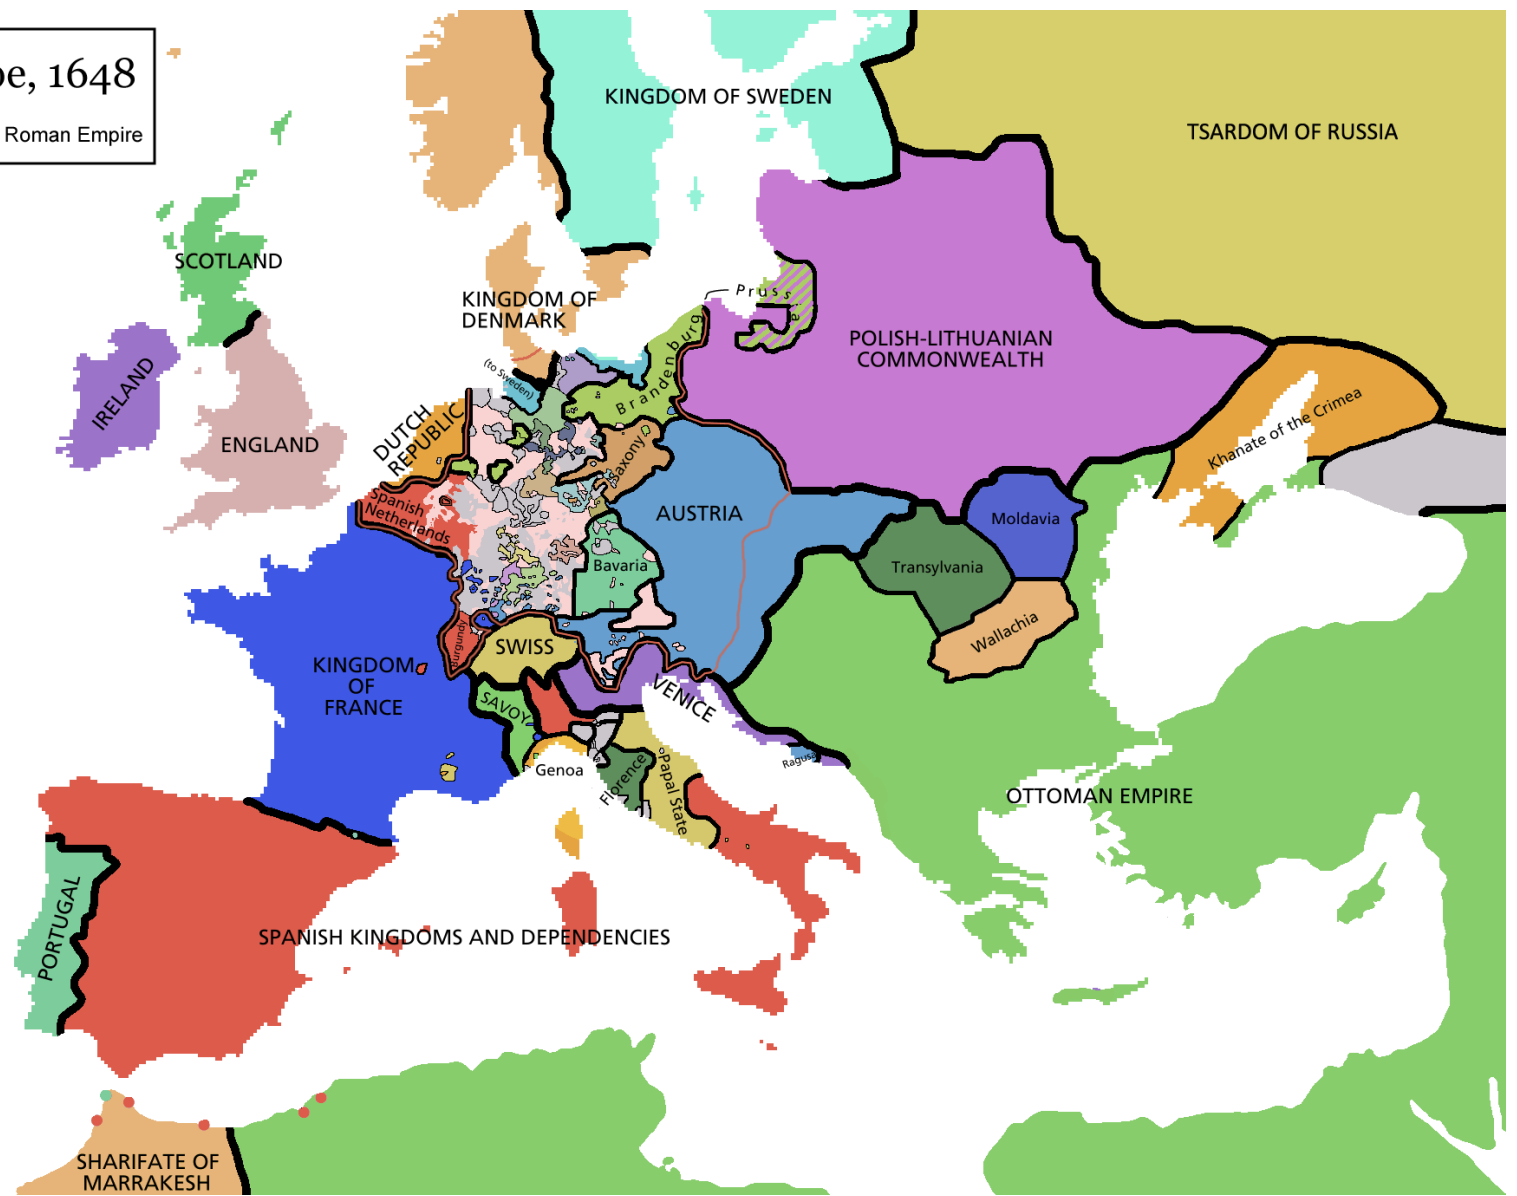 pe, 1648
Roman Empire
KINGDOM OF SWEDEN
TSARDOM OF RUSSIA
SCOTLAND
KINGDOM OF
DENMARK
Prussia
POLISH-LITHUANIAN
COMMONWEALTH
(to Sweden)
Brandenburg
IRELAND
ENGLAND
DUTCH
REPUBLIC
Khanate of the Crimea
Saxony
Spanish
Netherlands
AUSTRIA
Moldavia
Bavaria
Transylvania
Wallachia
Burgundy
SWISS
KINGDOM
OF
FRANCE
SAVOY
VENICE
Ragusa
Genoa
Florence
Papal State
OTTOMAN EMPIRE
PORTUGAL
SPANISH KINGDOMS AND DEPENDENCIES
SHARIFATE OF
MARRAKESH